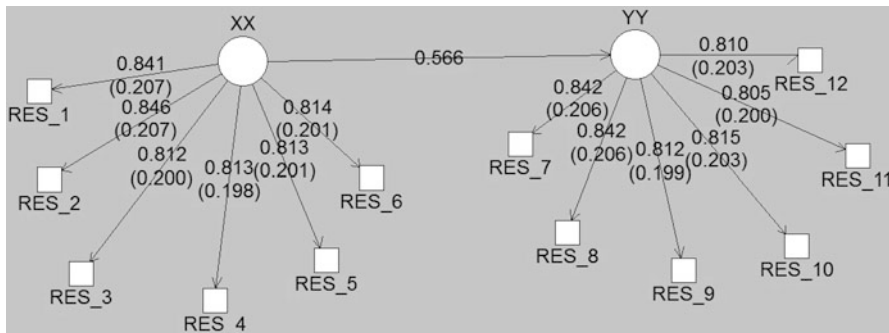 XX
YY
0.841
(0.207)
RES_1
0.846
(0.207)
RES_2
0.812
(0.200)
RES_3
0.813
(0.198)
RES_4
0.813
(0.201)
RES_5
0.814
(0.201)
RES_6
0.566
0.842
(0.206)
RES_7
0.842
(0.206)
RES_8
0.812
(0.199)
RES_9
0.815
(0.203)
RES_10
0.805
(0.200)
RES_11
0.810
(0.203)
RES_12